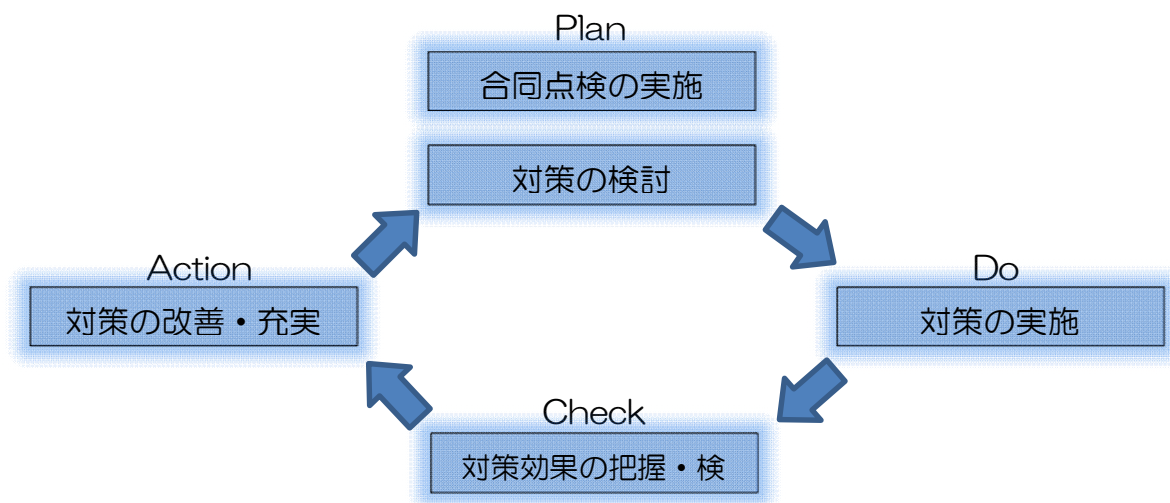 Plan
合同点検の実施
対策の検討
Action
対策の改善・充実
Do
対策の実施
Check
対策効果の把握・検